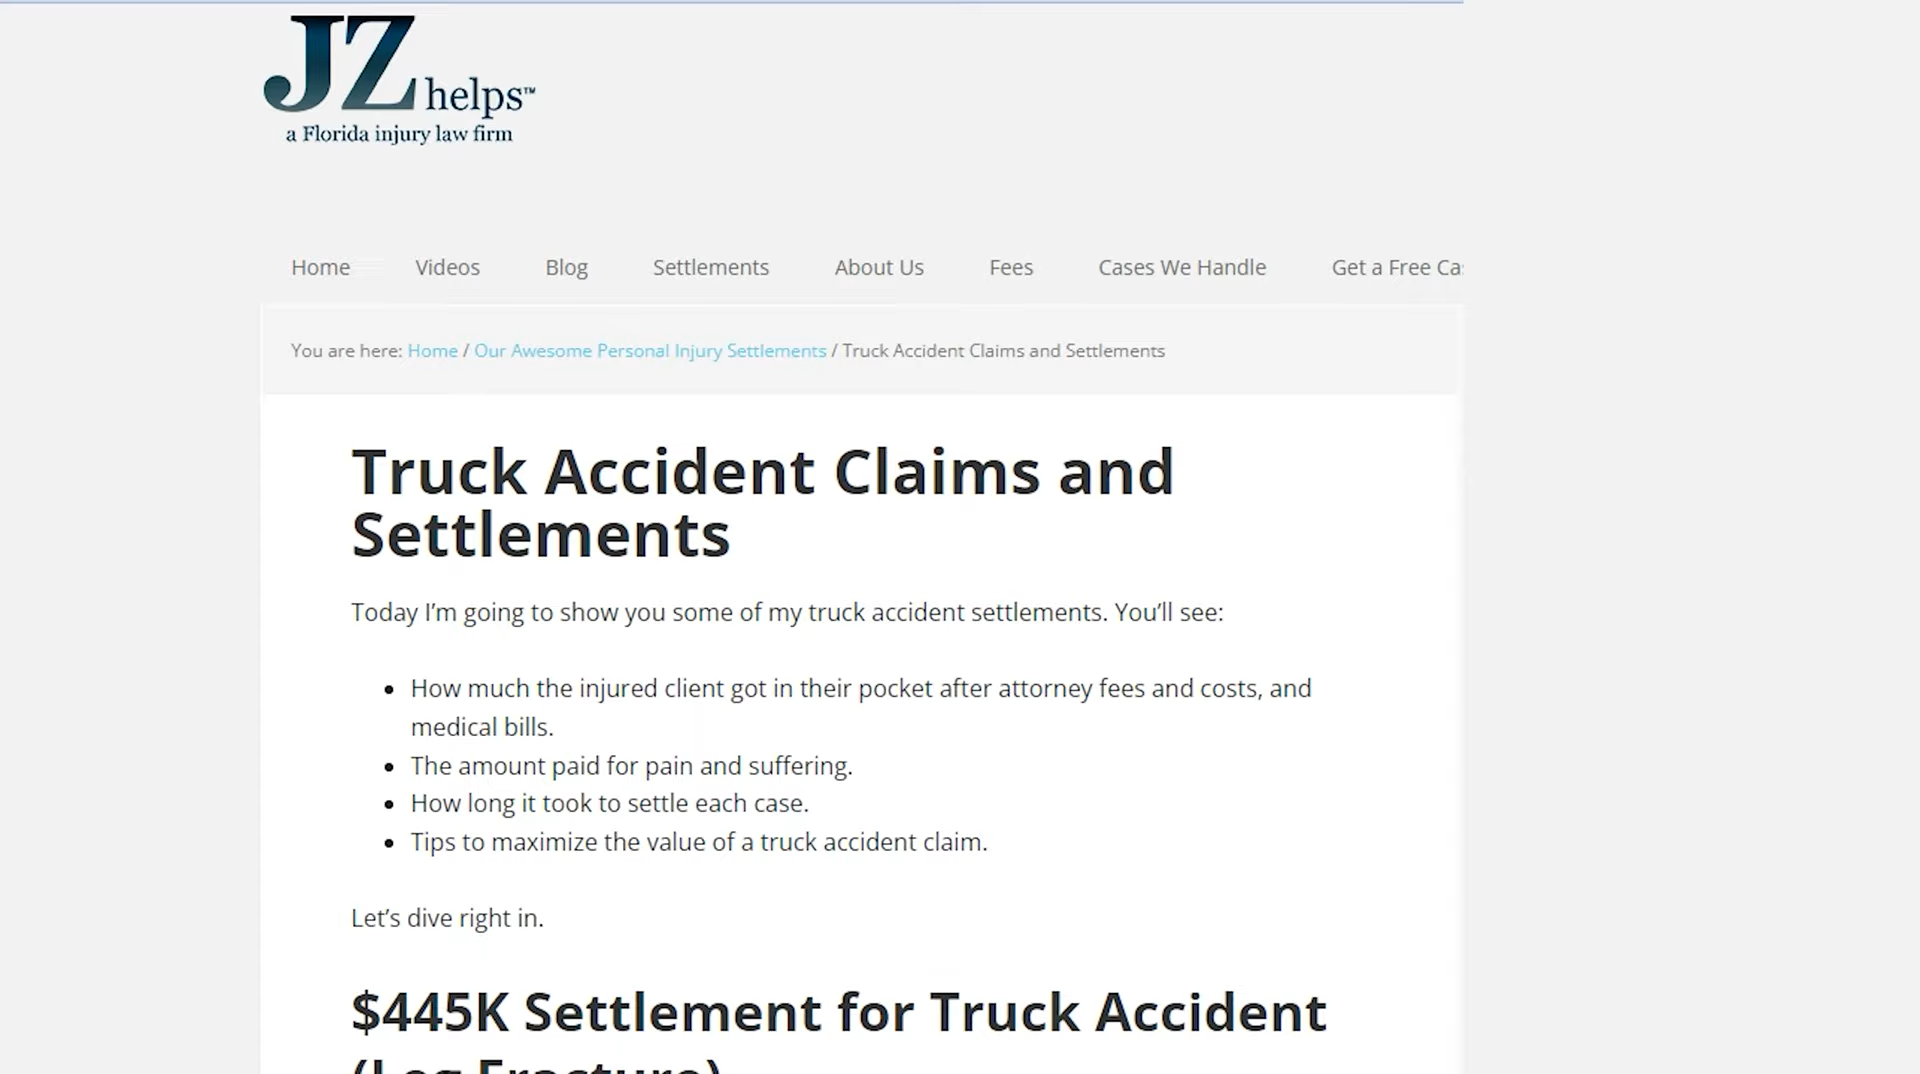 JZ helps™
a Florida injury law firm
Home Videos Blog Settlements About Us Fees Cases We Handle Get a Free
You are here: Home / Our Awesome Personal Injury Settlements / Truck Accident Claims and Settlements
Truck Accident Claims and
Settlements
Today I’m going to show you some of my truck accident settlements. You’ll see:
• How much the injured client got in their pocket after attorney fees and costs, and
medical bills.
• The amount paid for pain and suffering.
• How long it took to settle each case.
• Tips to maximize the value of a truck accident claim.
Let’s dive right in.
$445K Settlement for Truck Accident
(Leg Fracture)